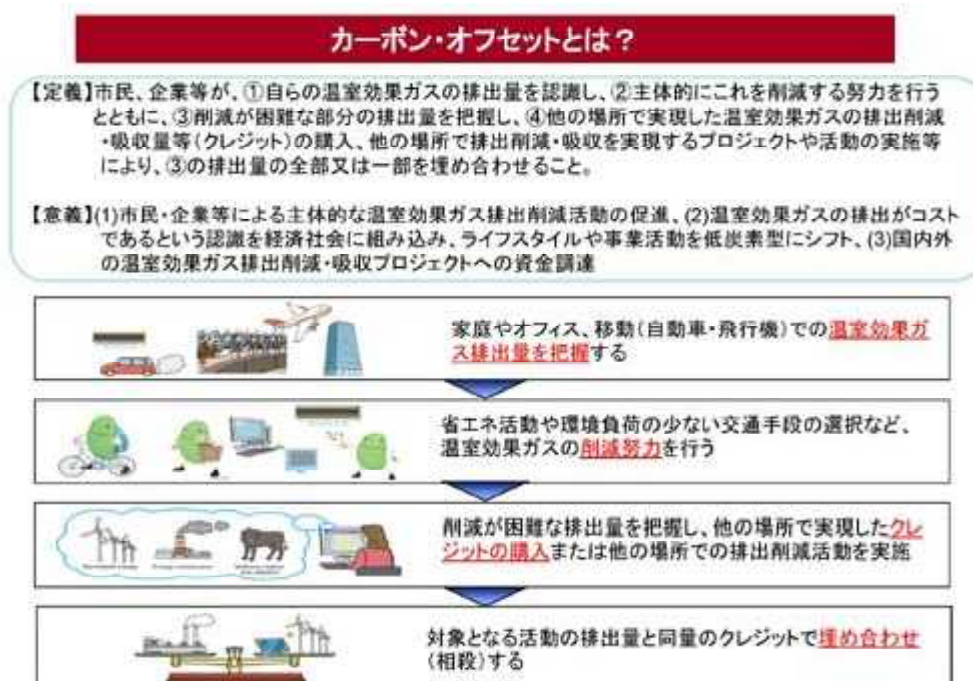 カーボン・オフセットとは？
【定義】市民、企業等が、①自らの温室効果ガスの排出量を認識し、②主体的にこれを削減する努力を行う
とともに、③削減が困難な部分の排出量を把握し、④他の場所で実現した温室効果ガスの排出削減
・吸収量等（クレジット）の購入、他の場所で排出削減・吸収を実現するプロジェクトや活動の実施等
により、③の排出量の全部又は一部を埋め合わせること。
【意義】(1)市民・企業等による主体的な温室効果ガス排出削減活動の促進、(2)温室効果ガスの排出がコスト
であるという認識を経済社会に組み込み、ライフスタイルや事業活動を低炭素型にシフト、(3)国内外
の温室効果ガス排出削減・吸収プロジェクトへの資金調達
家庭やオフィス、移動（自動車・飛行機）での温室効果ガ
ス排出量を把握する
省エネ活動や環境負荷の少ない交通手段の選択など、
温室効果ガスの削減努力を行う
削減が困難な排出量を把握し、他の場所で実現したクレ
ジットの購入または他の場所での排出削減活動を実施
対象となる活動の排出量と同量のクレジットで埋め合わせ
（相殺）する